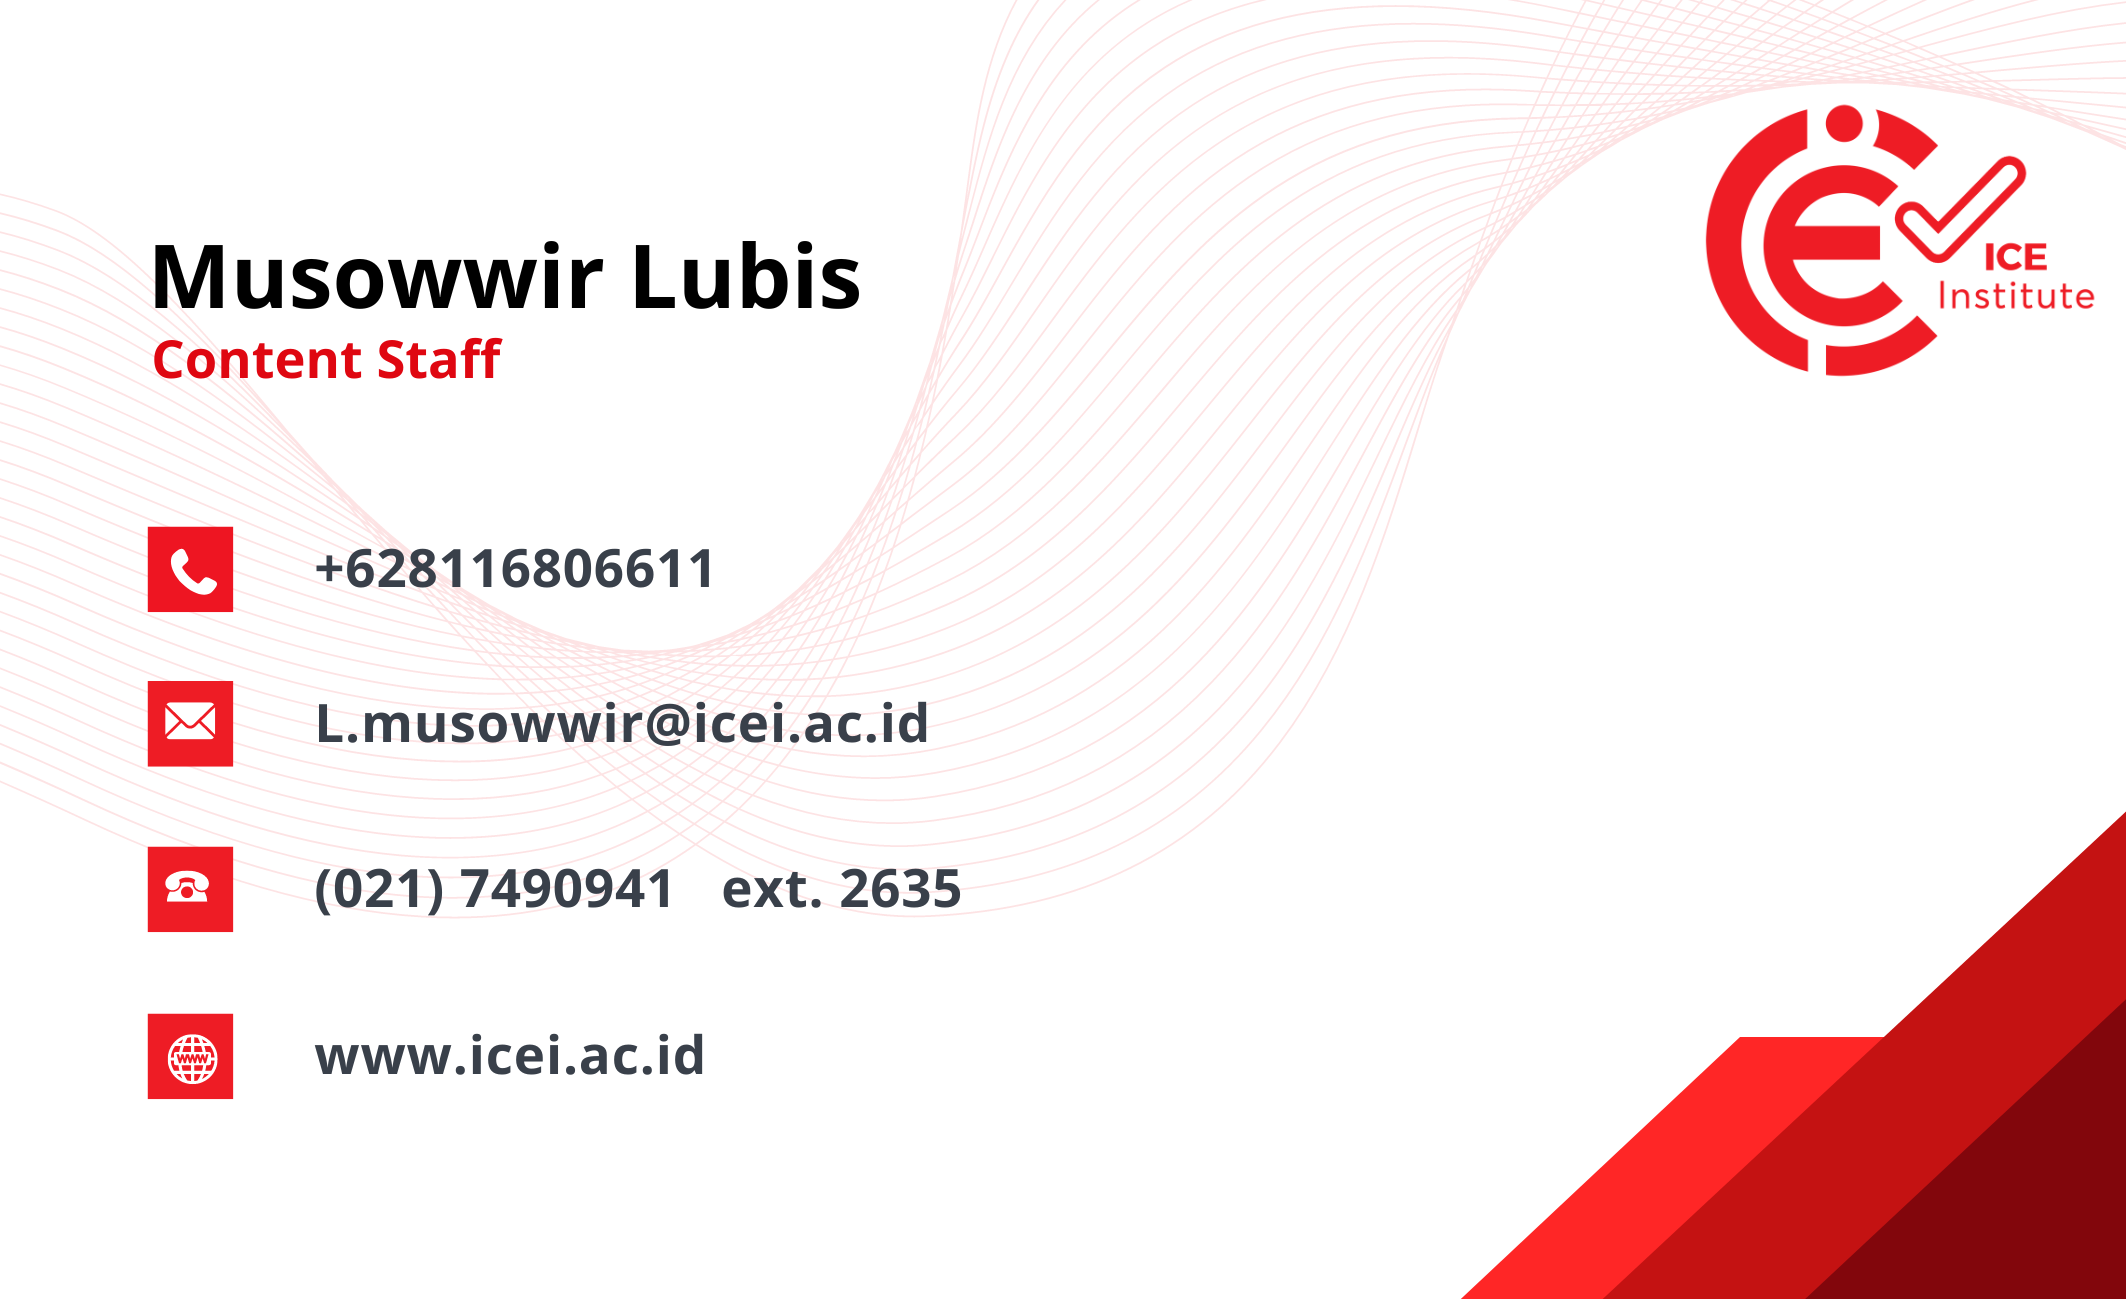 Musowwir Lubis
Content Staff
ICE
Institute
+628116806611
L.musowwir@icei.ac.id
(021) 7490941 ext. 2635
www
www.icei.ac.id